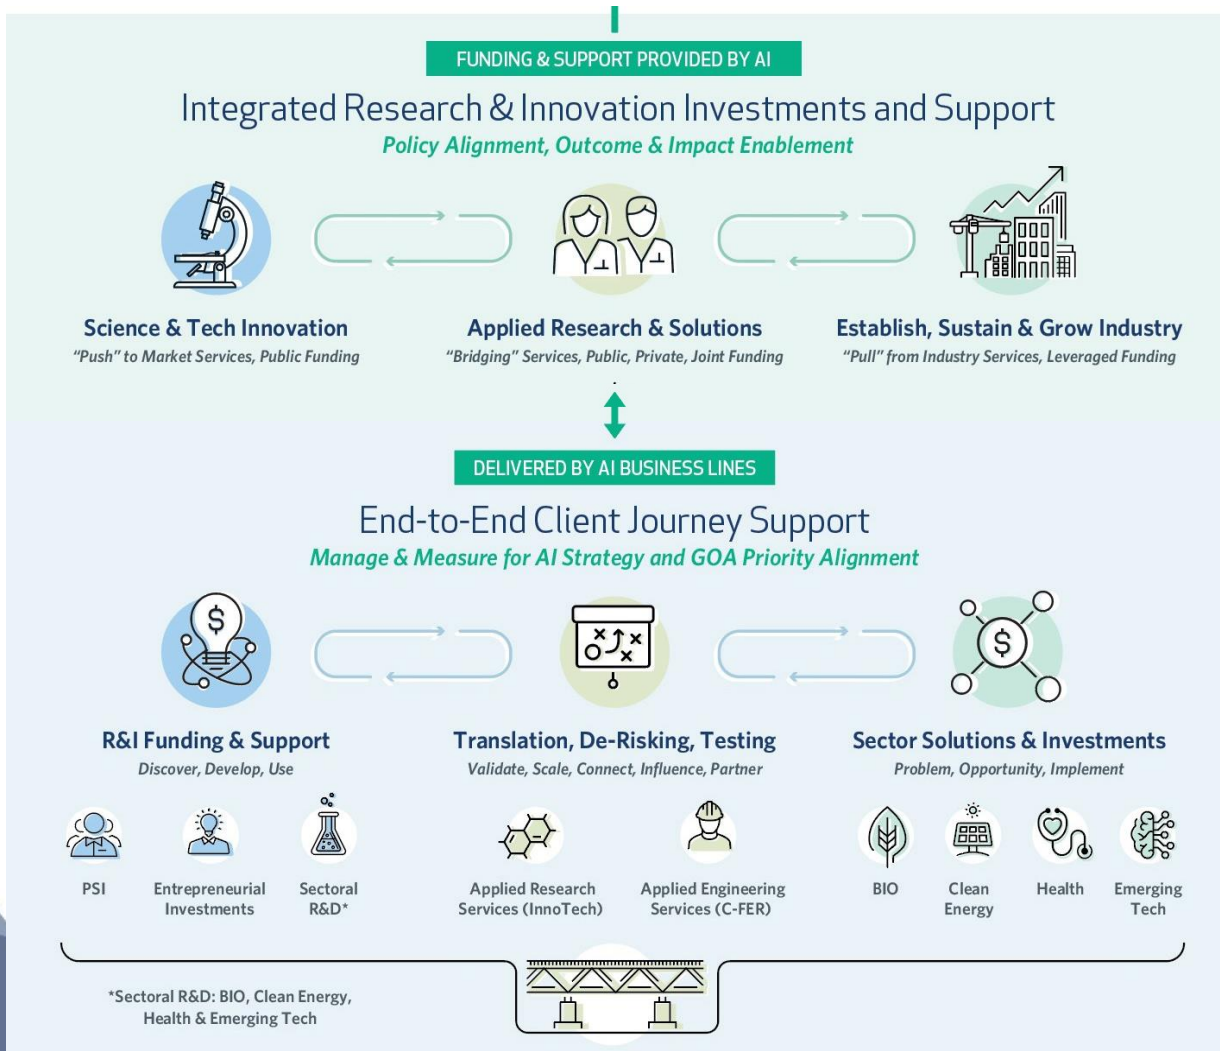 FUNDING & SUPPORT PROVIDED BY AI
Integrated Research & Innovation Investments and Support
Policy Alignment, Outcome & Impact Enablement
Science & Tech Innovation
“Push” to Market Services, Public Funding
Applied Research & Solutions
“Bridging” Services, Public, Private, Joint Funding
Establish, Sustain & Grow Industry
“Pull” from Industry Services, Leveraged Funding
DELIVERED BY AI BUSINESS LINES
End-to-End Client Journey Support
Manage & Measure for AI Strategy and GOA Priority Alignment
$
$
R&I Funding & Support
Discover, Develop, Use
Translation, De-Risking, Testing
Validate, Scale, Connect, Influence, Partner
Sector Solutions & Investments
Problem, Opportunity, Implement
PSI
Entrepreneurial
Investments
Sectoral
R&D*
Applied Research
Services (InnoTech)
Applied Engineering
Services (C-FER)
BIO
Clean
Energy
Health
Emerging
Tech
*Sectoral R&D: BIO, Clean Energy,
Health & Emerging Tech